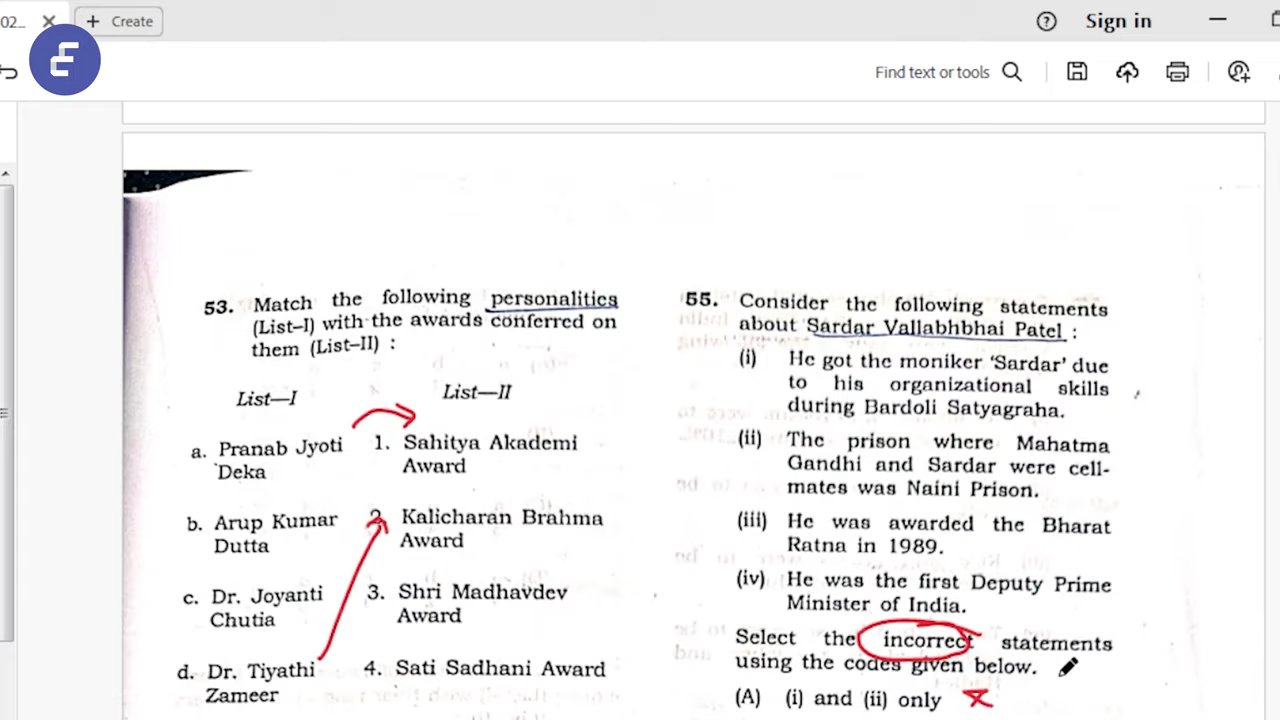 02_
Create
Sign in
Find text or tools
53. Match the following personalities
(List–I) with the awards conferred on
them (List–II) :
List—I
List—II
a. Pranab Jyoti
Deka
1. Sahitya Akademi
Award
b. Arup Kumar
Dutta
2. Kalicharan Brahma
Award
c. Dr. Joyanti
Chutia
3. Shri Madhavdev
Award
d. Dr. Tiyathi
Zameer
4. Sati Sadhani Award
55. Consider the following statements
about Sardar Vallabhbhai Patel :
(i) He got the moniker ‘Sardar’ due
to his organizational skills
during Bardoli Satyagraha.
(ii) The prison where Mahatma
Gandhi and Sardar were cell-
mates was Naini Prison.
(iii) He was awarded the Bharat
Ratna in 1989.
(iv) He was the first Deputy Prime
Minister of India.
Select the incorrect statements
using the codes given below.
(A) (i) and (ii) only